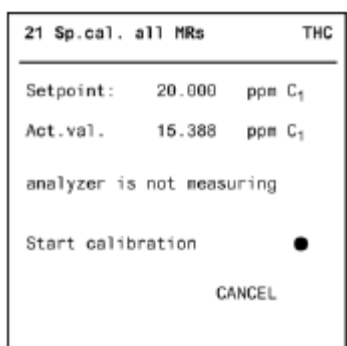 21 Sp.cal. all MRs THC
Setpoint: 20.000 ppm C₁
Act.val. 15.388 ppm C₁
analyzer is not measuring
Start calibration ●
CANCEL